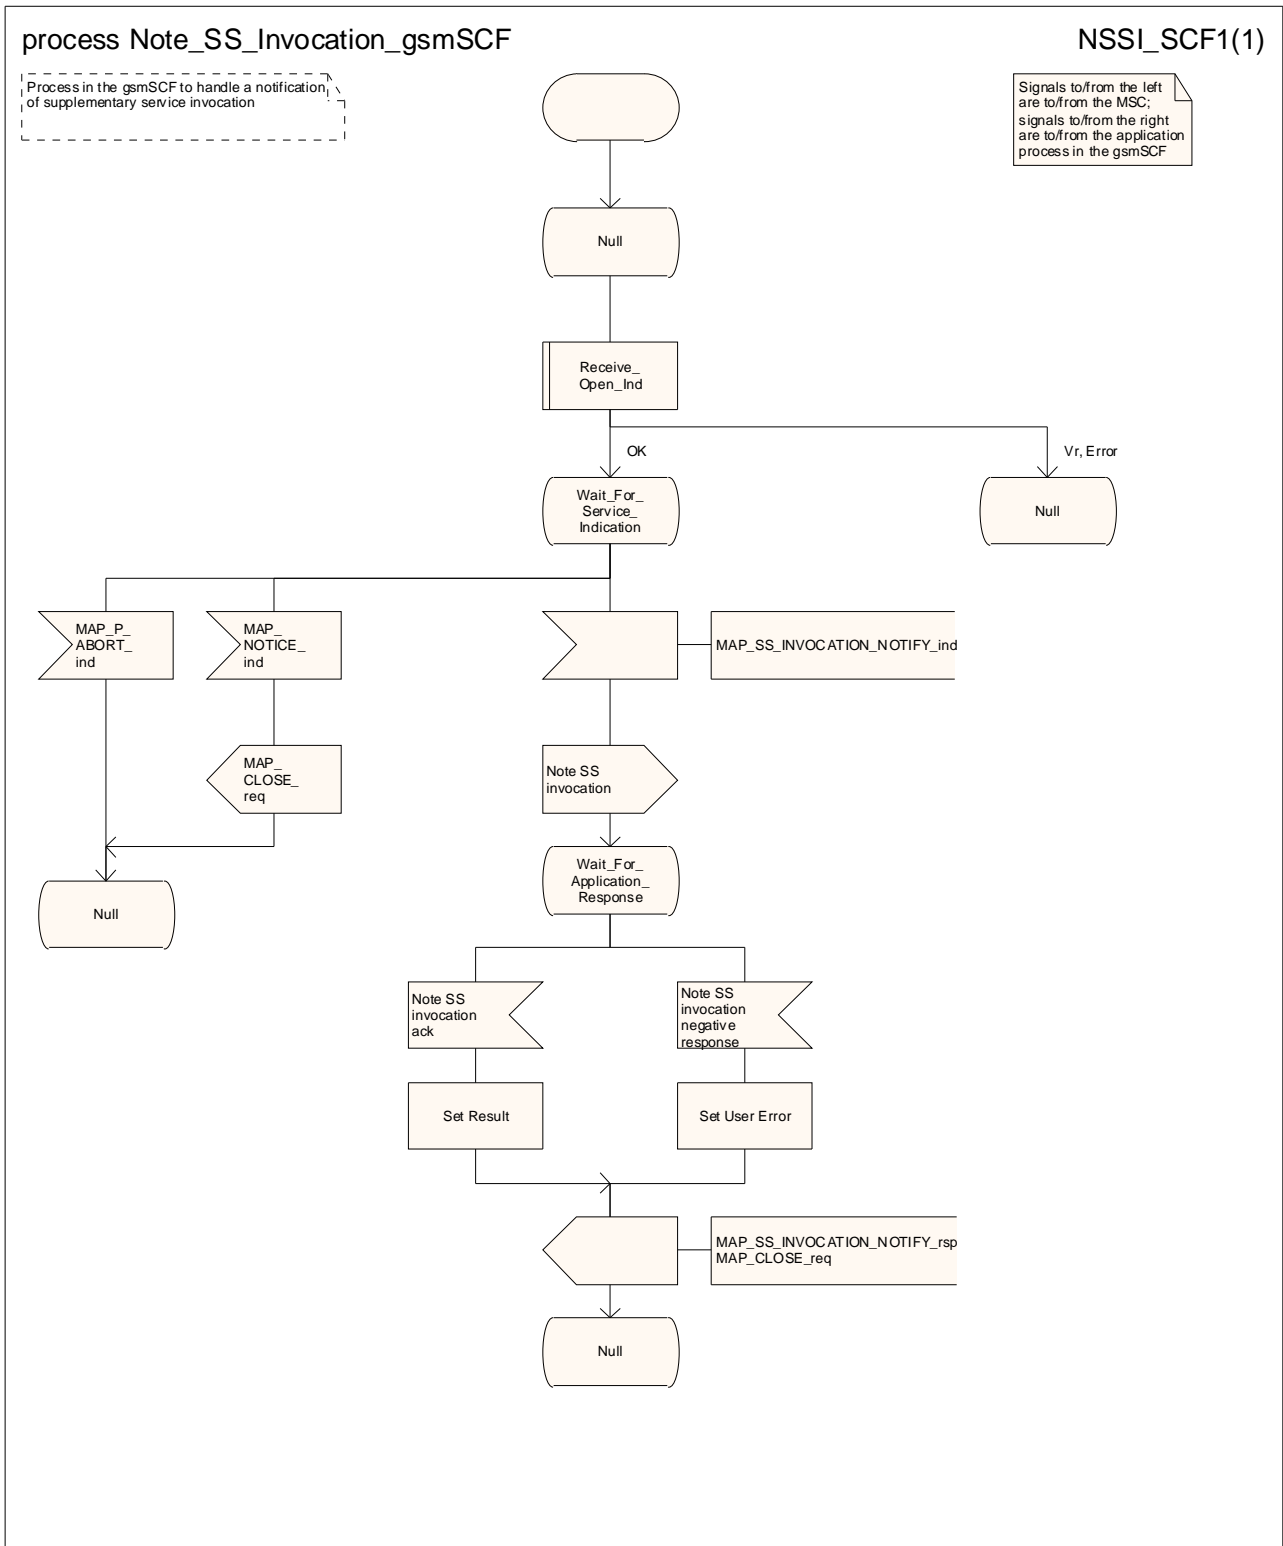 process Note_SS_Invocation_gsmSCF
NSSI_SCF1(1)
Process in the gsmSCF to handle a notification
of supplementary service invocation
Signals to/from the left
are to/from the MSC;
signals to/from the right
are to/from the application
process in the gsmSCF
Null
Receive_
Open_Ind
OK
Vr, Error
Wait_For_
Service_
Indication
Null
MAP_P_
ABORT_
ind
MAP_
NOTICE_
ind
MAP_SS_INVOCATION_NOTIFY_ind
MAP_
CLOSE_
req
Note SS
invocation
Wait_For_
Application_
Response
Null
Note SS
invocation
ack
Note SS
invocation
negative
response
Set Result
Set User Error
MAP_SS_INVOCATION_NOTIFY_rsp
MAP_CLOSE_req
Null